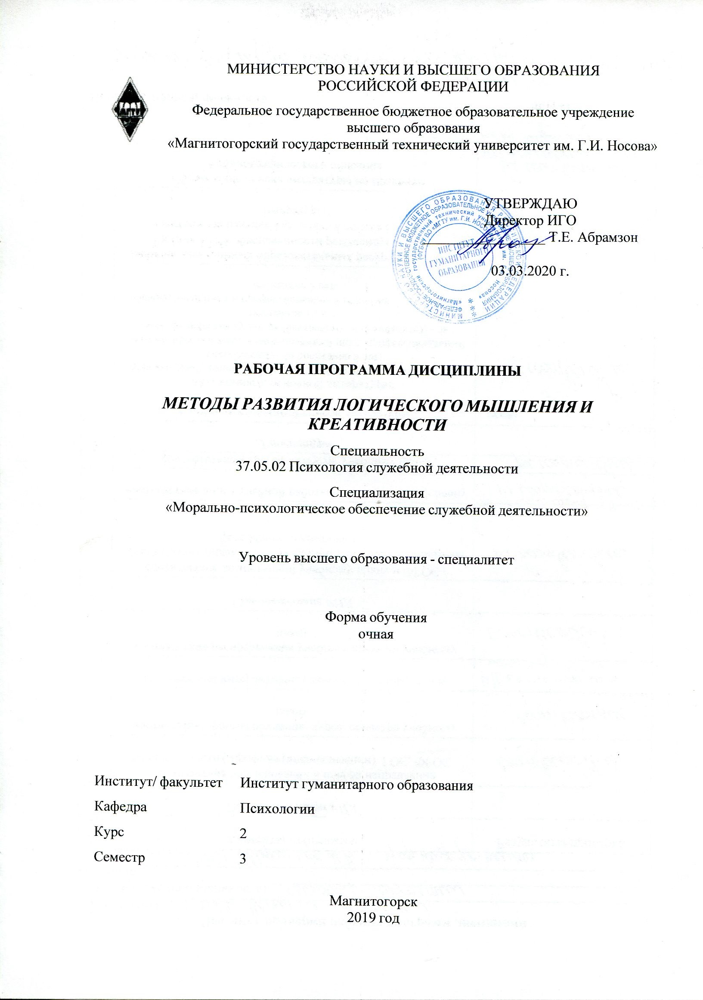 МИНИСТЕРСТВО НАУКИ И ВЫСШЕГО ОБРАЗОВАНИЯ
РОССИЙСКОЙ ФЕДЕРАЦИИ
Федеральное государственное бюджетное образовательное учреждение
высшего образования
«Магнитогорский государственный технический университет им. Г.И. Носова»
УТВЕРЖДАЮ
Директор ИГО
Т.Е. Абрамзон
03.03.2020 г.
ИНСТИТУТ
ГУМАНИТАРНОГО
ОБРАЗОВАНИЯ
РАБОЧАЯ ПРОГРАММА ДИСЦИПЛИНЫ
МЕТОДЫ РАЗВИТИЯ ЛОГИЧЕСКОГО МЫШЛЕНИЯ И
КРЕАТИВНОСТИ
Специальность
37.05.02 Психология служебной деятельности
Специализация
«Морально-психологическое обеспечение служебной деятельности»
Уровень высшего образования - специалитет
Форма обучения
очная
Институт/ факультет Институт гуманитарного образования
Кафедра Психологии
Курс 2
Семестр 3
Магнитогорск
2019 год